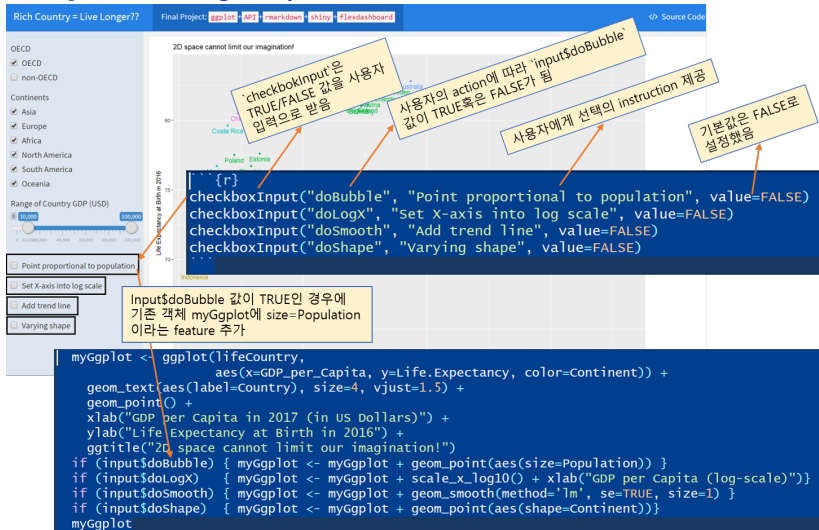 Rich Country = Live Longer??
Final Project: ggplot + API + rmarkdown + shiny + flexdashboard
</> Source Code
OECD
OECD
non-OECD
Continents
Asia
Europe
Africa
North America
South America
Oceania
Range of Country GDP (USD)
0
10,000
100,000
40,000
60,000
80,000
100,000
Point proportional to population
Set X-axis into log scale
Add trend line
Varying shape
2D space cannot limit our imagination!
Life Expectancy at Birth in 2016
80-
75-
70-
Costa Rica
Poland
Estonia
Indonesia
`checkbokInput`은
TRUE/FALSE 값을 사용자
입력으로 받음
사용자의 action에 따라 `input$doBubble`
값이 TRUE혹은 FALSE가 됨
사용자에게 선택의 instruction 제공
기본값은 FALSE로
설정했음
```{r}
checkboxInput("doBubble", "Point proportional to population", value=FALSE)
checkboxInput("doLogX", "Set X-axis into log scale", value=FALSE)
checkboxInput("doSmooth", "Add trend line", value=FALSE)
checkboxInput("doShape", "Varying shape", value=FALSE)
```
Input$doBubble 값이 TRUE인 경우에
기존 객체 myGgplot에 size=Population
이라는 feature 추가
myGgplot <- ggplot(lifeCountry,
aes(x=GDP_per_Capita, y=Life.Expectancy, color=Continent)) +
geom_text(aes(label=Country), size=4, vjust=1.5) +
geom_point() +
xlab("GDP per Capita in 2017 (in US Dollars)") +
ylab("Life Expectancy at Birth in 2016") +
ggtitle("2D space cannot limit our imagination!")
if (input$doBubble) { myGgplot <- myGgplot + geom_point(aes(size=Population)) }
if (input$doLogX) { myGgplot <- myGgplot + scale_x_log10() + xlab("GDP per Capita (log-scale)")}
if (input$doSmooth) { myGgplot <- myGgplot + geom_smooth(method='lm', se=TRUE, size=1) }
if (input$doShape) { myGgplot <- myGgplot + geom_point(aes(shape=Continent))}
myGgplot